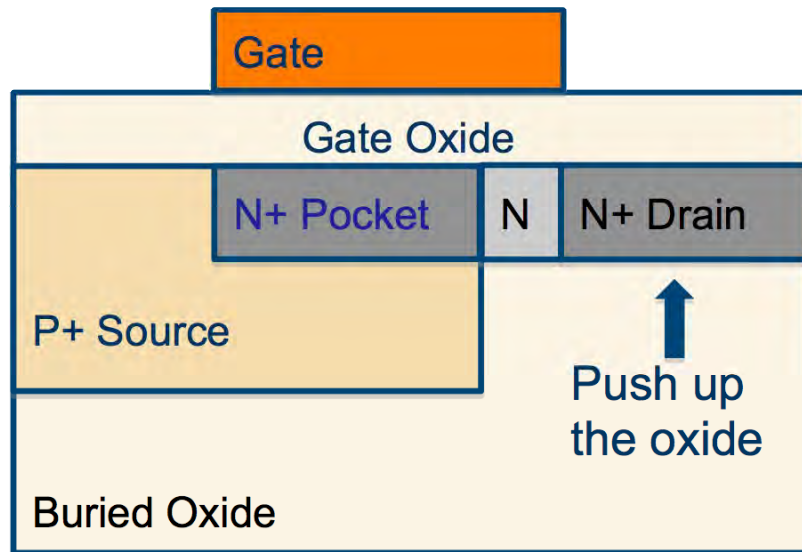 Gate
Gate Oxide
N+ Pocket
N
N+ Drain
P+ Source
Push up
the oxide
Buried Oxide